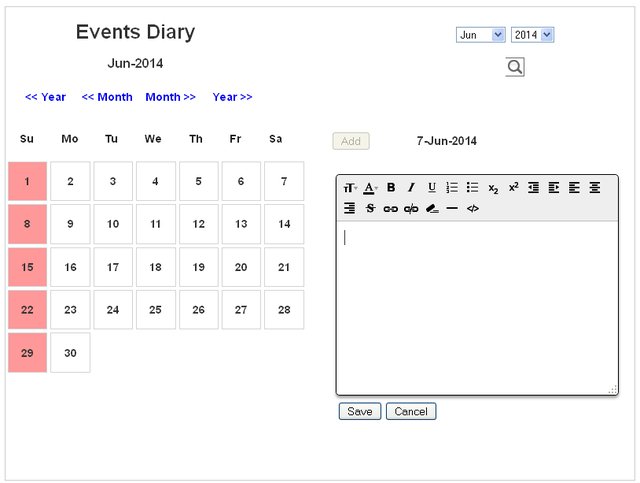 Events Diary
Jun 2014
Jun-2014
<< Year << Month Month >> Year >>
Su Mo Tu We Th Fr Sa
Add 7-Jun-2014
1 2 3 4 5 6 7
T A B I U x2 x²
S </>
8 9 10 11 12 13 14
15 16 17 18 19 20 21
22 23 24 25 26 27 28
29 30
Save Cancel